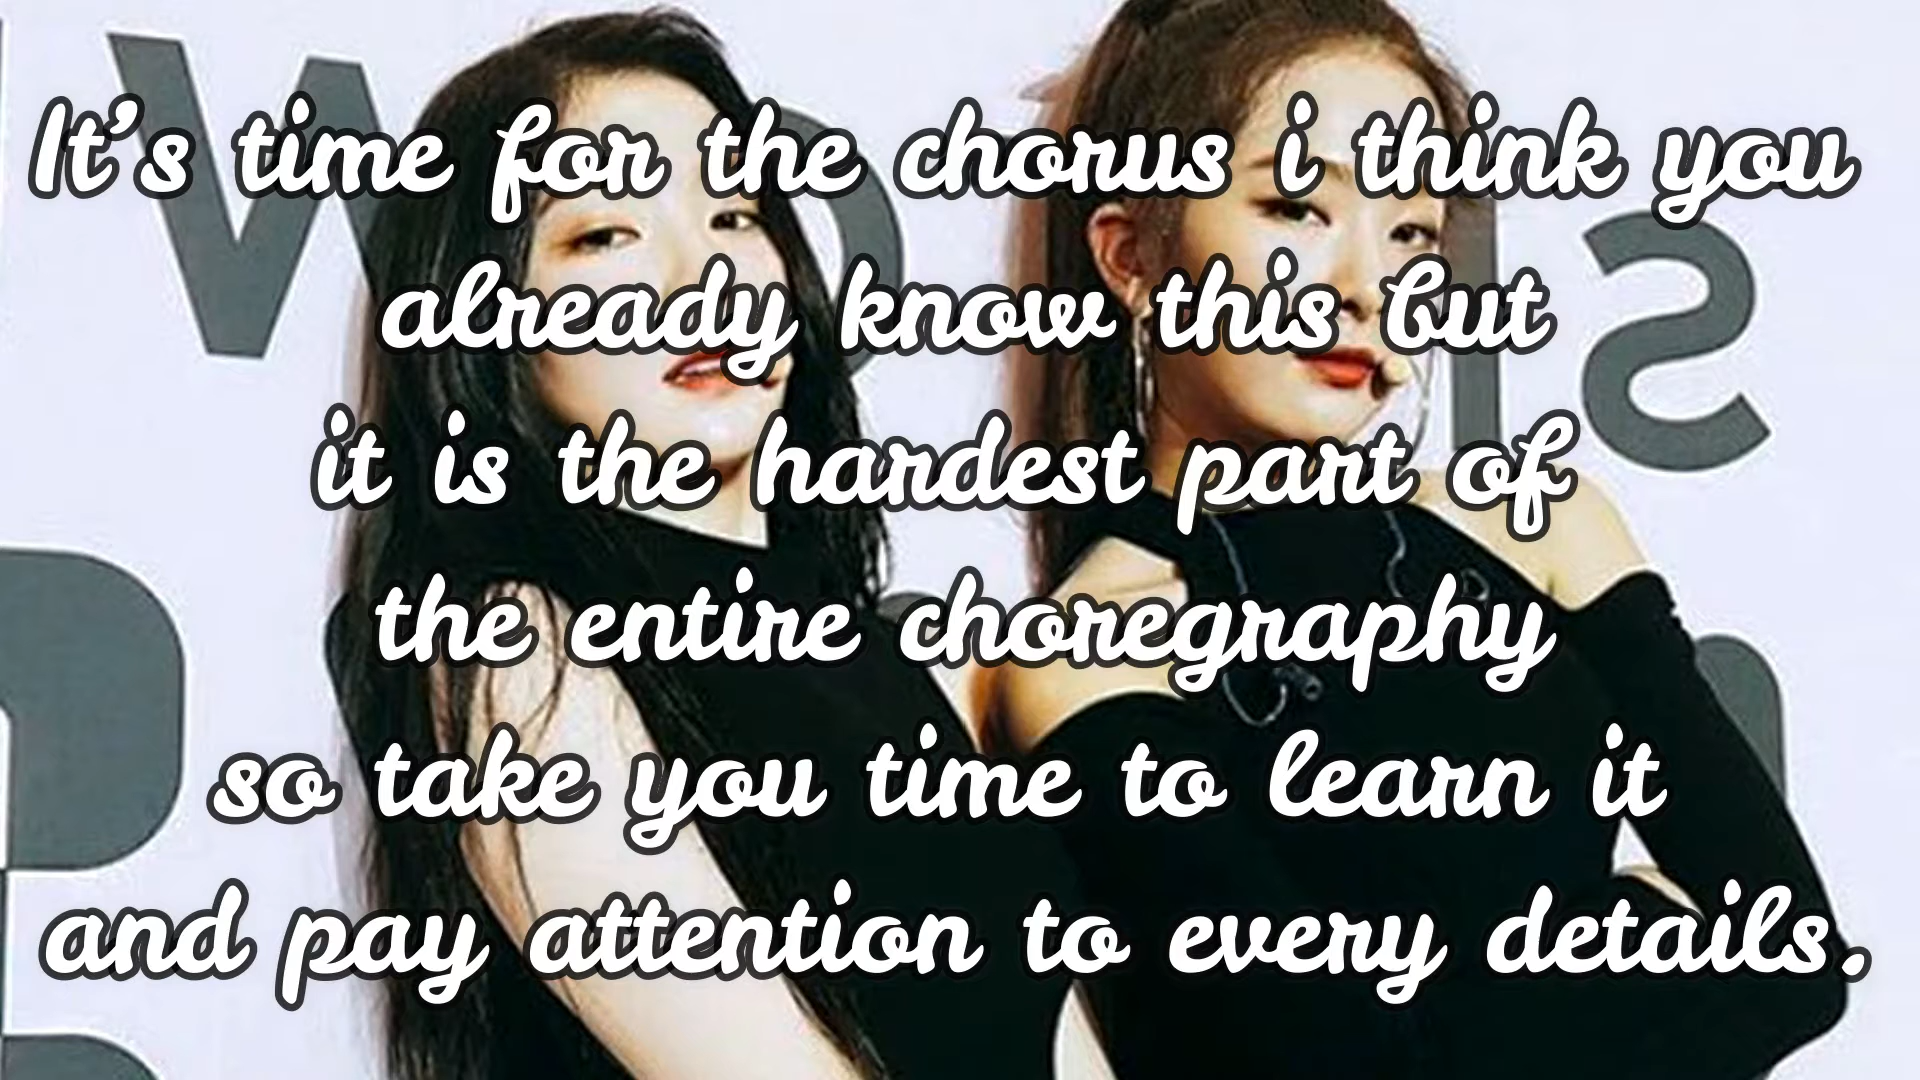 It's time for the chorus i think you
already know this but
it is the hardest part of
the entire choregraphy
so take you time to learn it
and pay attention to every details.